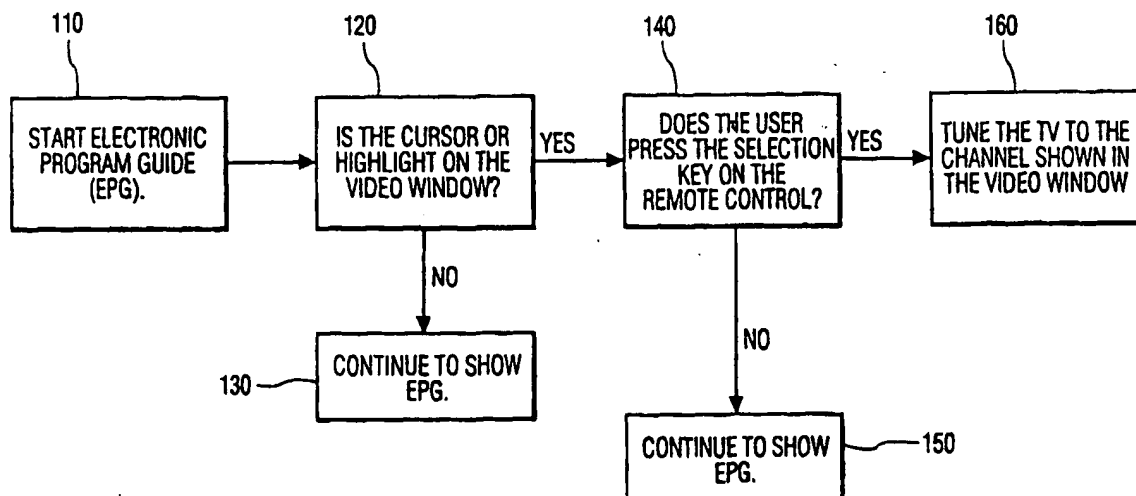 110
120
140
160
START ELECTRONIC
PROGRAM GUIDE
(EPG).
IS THE CURSOR OR
HIGHLIGHT ON THE
VIDEO WINDOW?
YES
DOES THE USER
PRESS THE SELECTION
KEY ON THE
REMOTE CONTROL?
YES
TUNE THE TV TO THE
CHANNEL SHOWN IN
THE VIDEO WINDOW
NO
NO
130
CONTINUE TO SHOW
EPG.
CONTINUE TO SHOW
EPG.
150